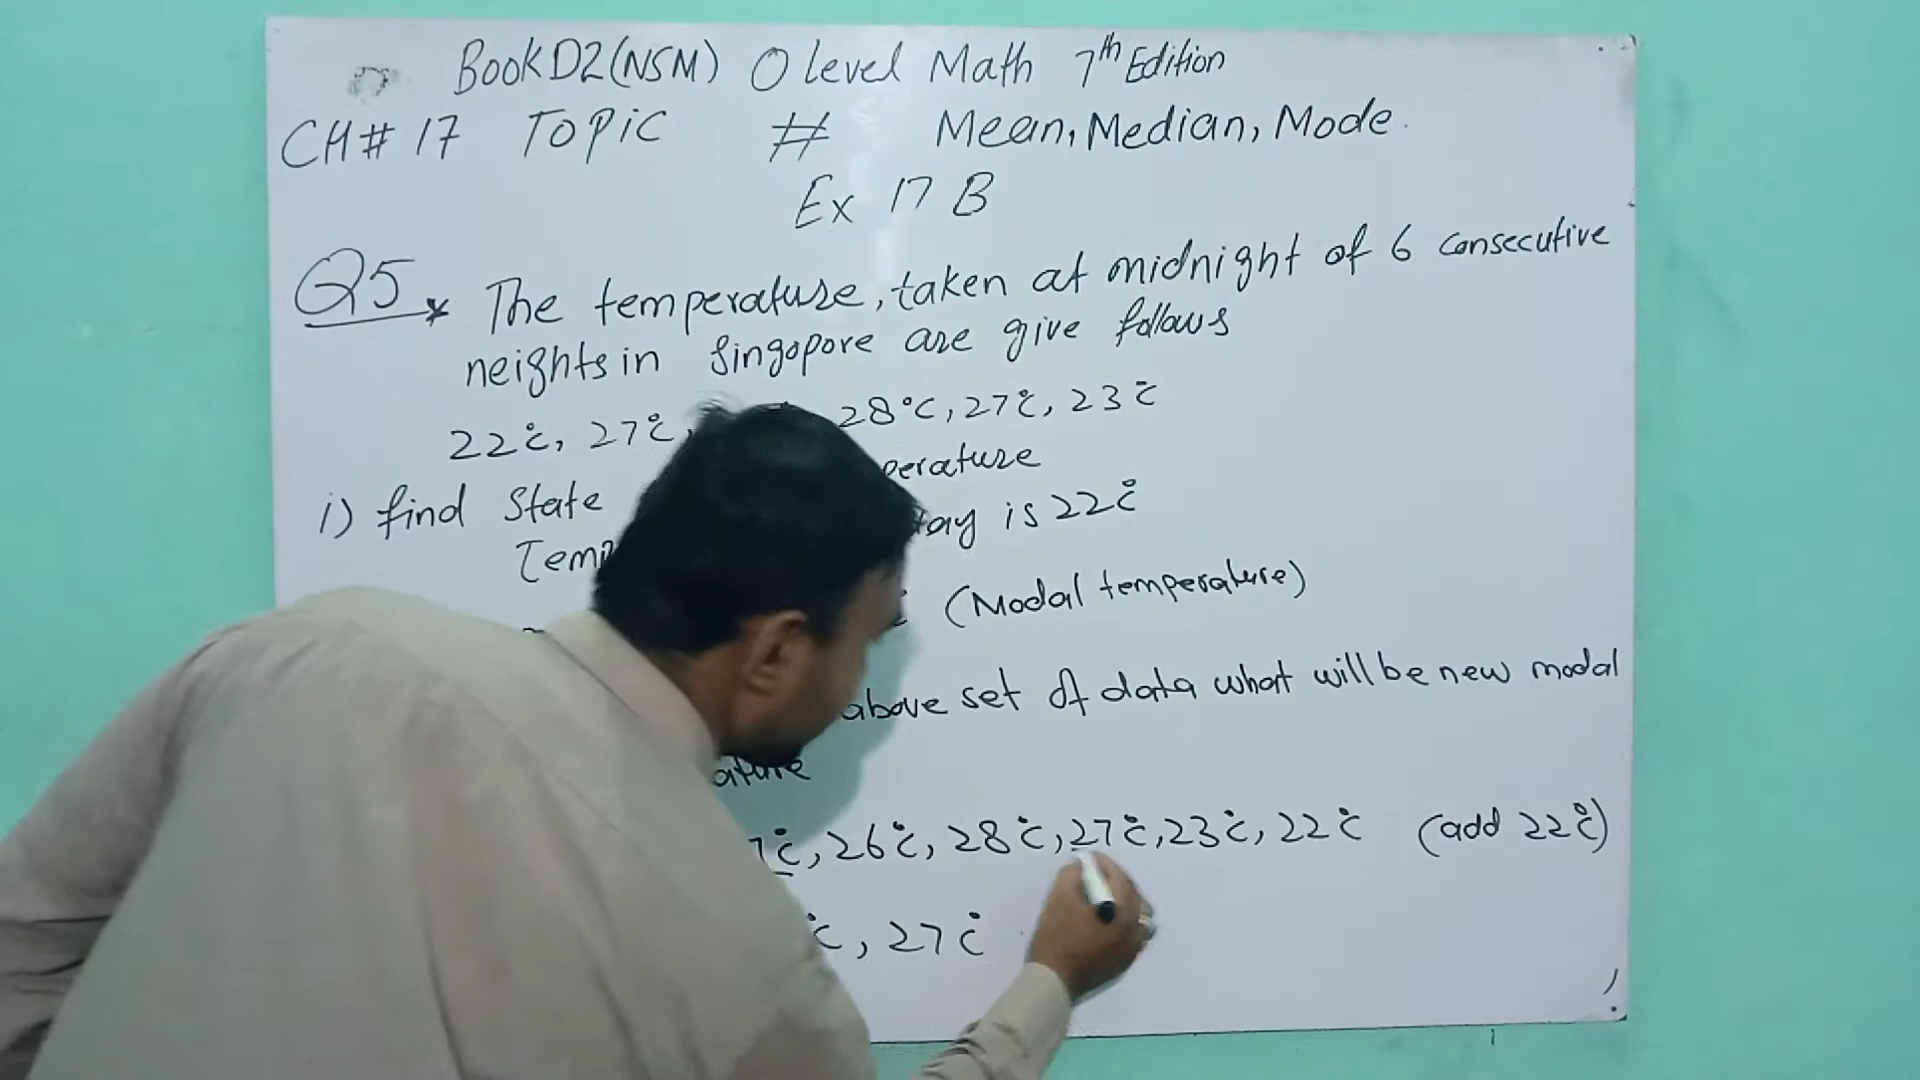 Book D2 (NSM) O level Math 7th Edition
CH# 17 Topic # Mean, Median, Mode.
Ex 17 B
Q5 * The temperature, taken at midnight of 6 consecutive
neights in Singopore are give follows
22°C, 27°C, 28°C, 27°C, 23°C
i) find State perature
Temp ay is 22°C
(Modal temperature)
above set of data what will be new modal
ature
7°C, 26°C, 28°C, 27°C, 23°C, 22°C (add 22°C)
°C, 27°C